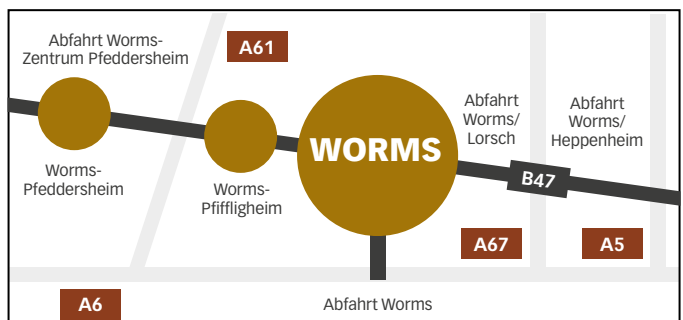 Abfahrt Worms-
Zentrum Pfeddersheim
A61
Worms-
Pfeddersheim
Worms-
Pfiffligheim
WORMS
Abfahrt
Worms/
Lorsch
Abfahrt
Worms/
Heppenheim
B47
A67
A5
A6
Abfahrt Worms